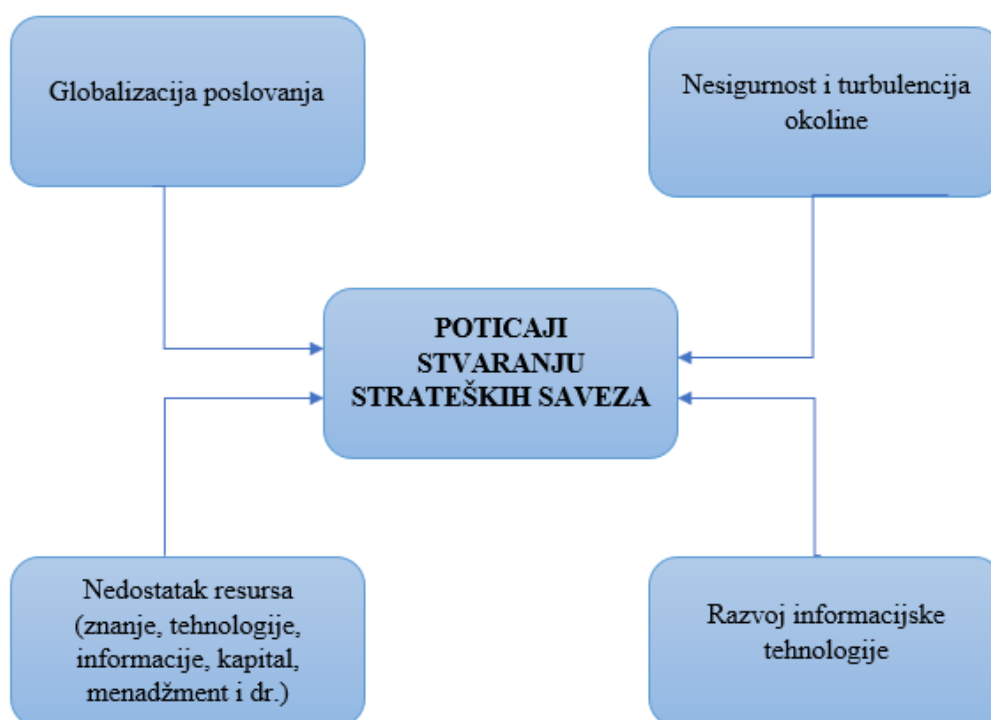 Globalizacija poslovanja
Nesigurnost i turbulencija
okoline
POTICAJI
STVARANJU
STRATEŠKIH SAVEZA
Nedostatak resursa
(znanje, tehnologije,
informacije, kapital,
menadžment i dr.)
Razvoj informacijske
tehnologije